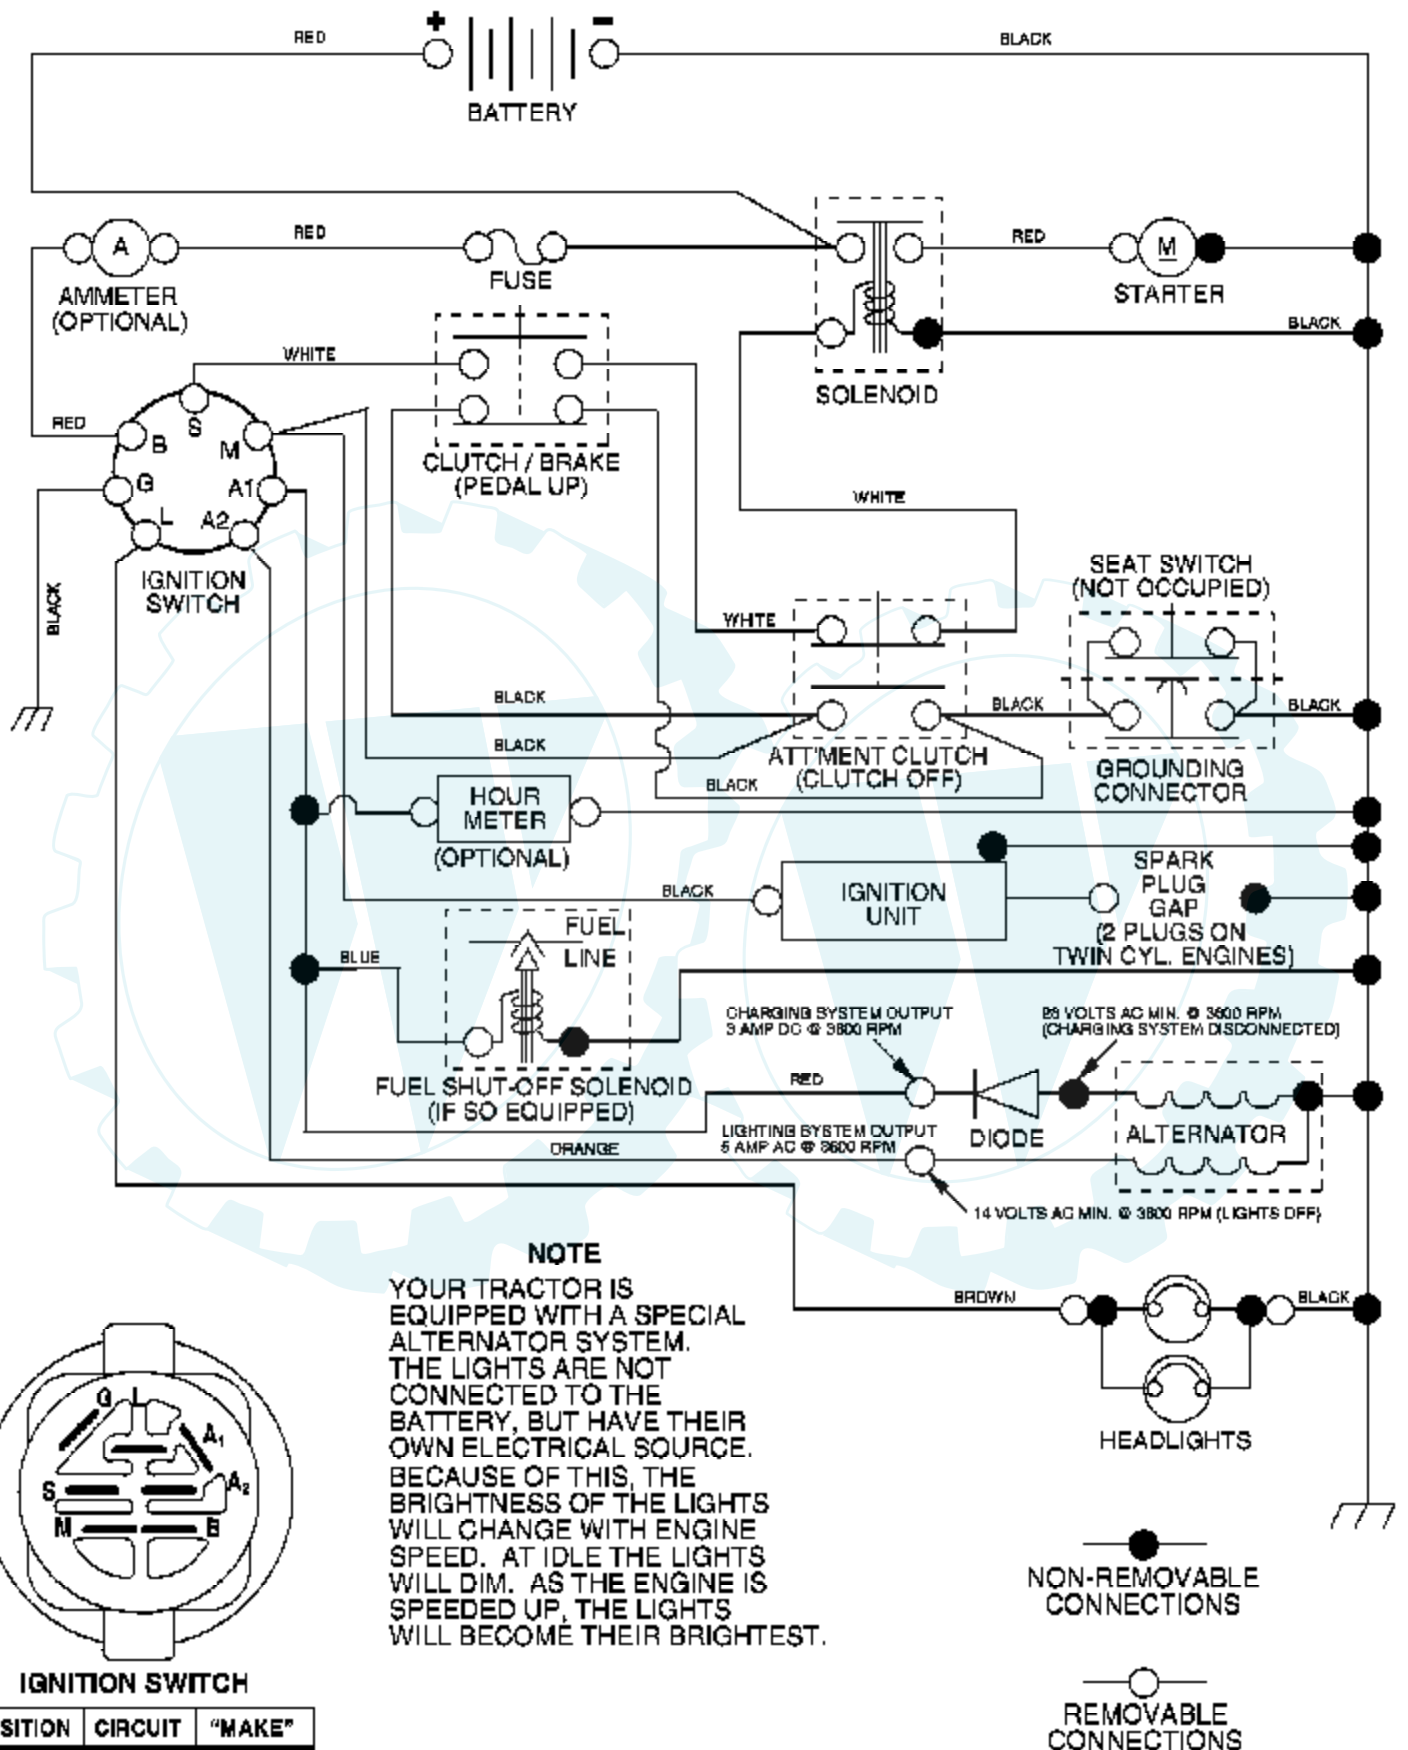 +
−
RED
BLACK
BATTERY
A
RED
FUSE
RED
M
AMMETER
(OPTIONAL)
STARTER
BLACK
WHITE
SOLENOID
RED
S
B
M
CLUTCH / BRAKE
(PEDAL UP)
G
A1
L
A2
WHITE
IGNITION
SWITCH
BLACK
SEAT SWITCH
(NOT OCCUPIED)
WHITE
BLACK
BLACK
BLACK
BLACK
ATT'MENT CLUTCH
(CLUTCH OFF)
BLACK
GROUNDING
CONNECTOR
HOUR
METER
(OPTIONAL)
BLACK
IGNITION
UNIT
SPARK
PLUG
GAP
(2 PLUGS ON
TWIN CYL. ENGINES)
FUEL
LINE
BLUE
CHARGING SYSTEM OUTPUT
3 AMP DC @ 3600 RPM
28 VOLTS AC MIN. @ 3600 RPM
(CHARGING SYSTEM DISCONNECTED)
FUEL SHUT-OFF SOLENOID
(IF SO EQUIPPED)
RED
DIODE
ALTERNATOR
LIGHTING SYSTEM OUTPUT
5 AMP AC @ 3600 RPM
ORANGE
14 VOLTS AC MIN. @ 3600 RPM (LIGHTS OFF)
NOTE
YOUR TRACTOR IS
EQUIPPED WITH A SPECIAL
ALTERNATOR SYSTEM.
THE LIGHTS ARE NOT
CONNECTED TO THE
BATTERY, BUT HAVE THEIR
OWN ELECTRICAL SOURCE.
BECAUSE OF THIS, THE
BRIGHTNESS OF THE LIGHTS
WILL CHANGE WITH ENGINE
SPEED. AT IDLE THE LIGHTS
WILL DIM. AS THE ENGINE IS
SPEEDED UP, THE LIGHTS
WILL BECOME THEIR BRIGHTEST.
BROWN
BLACK
HEADLIGHTS
G
L
A1
S
A2
M
B
IGNITION SWITCH
SITION CIRCUIT "MAKE"
NON-REMOVABLE
CONNECTIONS
REMOVABLE
CONNECTIONS